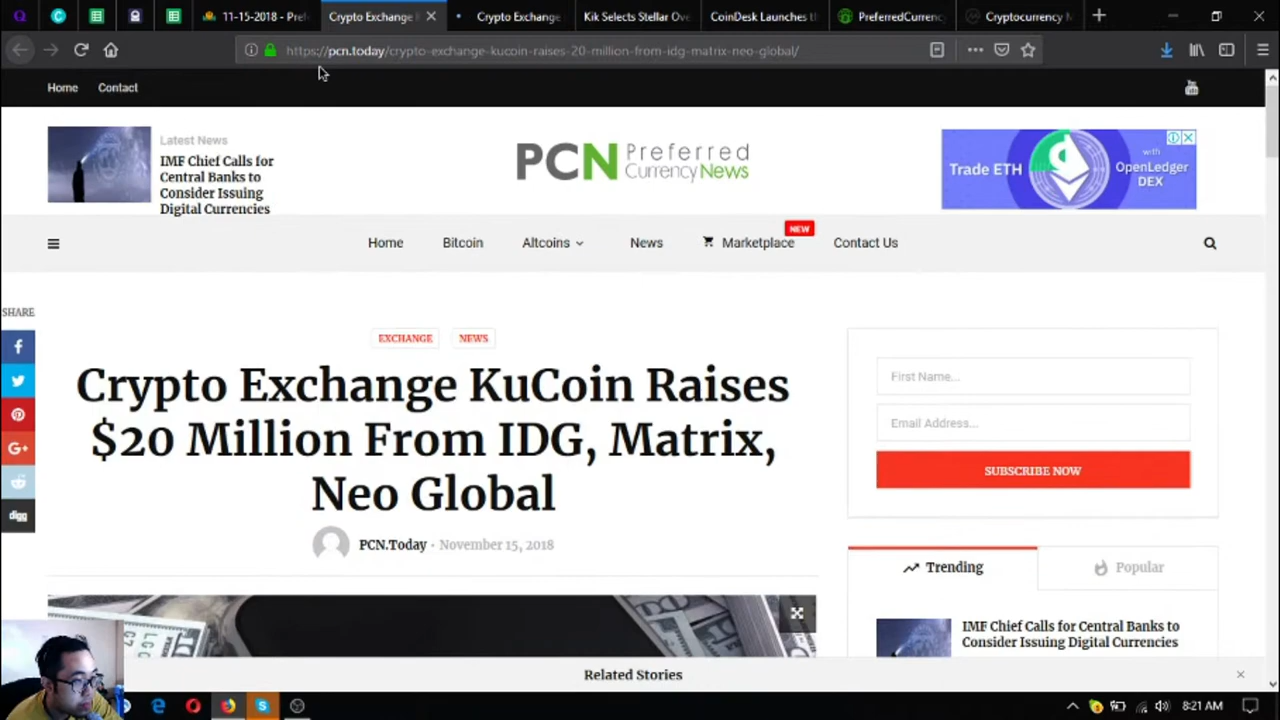 11-15-2018 - Pref
Crypto Exchange K
Crypto Exchange
Kik Selects Stellar Ove
CoinDesk Launches th
PreferredCurrenc
Cryptocurrency M
https://pcn.today/crypto-exchange-kucoin-raises-20-million-from-idg-matrix-neo-global/
Home Contact
Latest News
IMF Chief Calls for
Central Banks to
Consider Issuing
Digital Currencies
PCN Preferred
Currency News
Trade ETH
with
OpenLedger
DEX
Home Bitcoin Altcoins News Marketplace Contact Us
NEW
SHARE
EXCHANGE NEWS
Crypto Exchange KuCoin Raises
$20 Million From IDG, Matrix,
Neo Global
PCN.Today · November 15, 2018
First Name...
Email Address...
SUBSCRIBE NOW
G+
digg
Trending Popular
IMF Chief Calls for Central Banks to
Consider Issuing Digital Currencies
Related Stories
8:21 AM